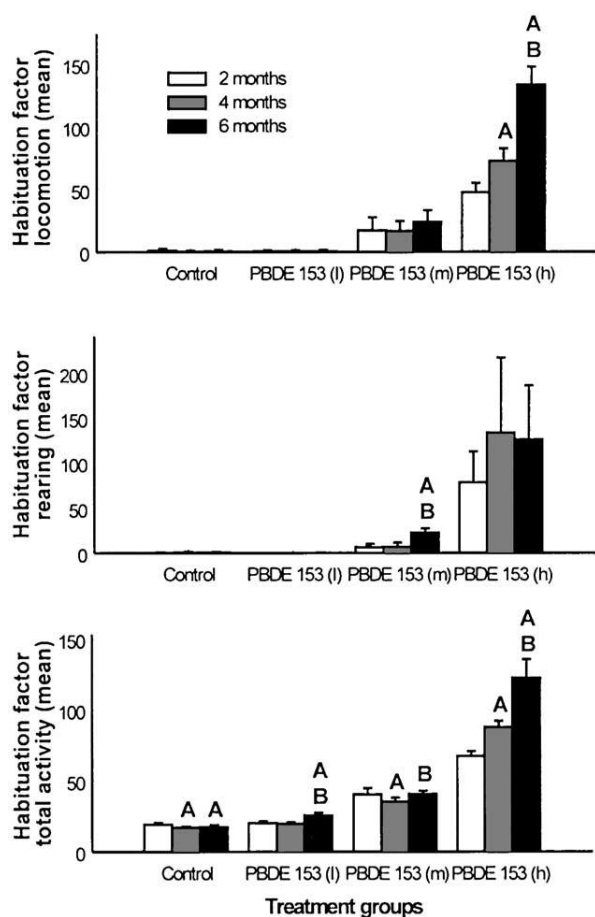 Habituation factor
locomotion (mean)
150
100
50
0
2 months
4 months
6 months
A
A
B
Control
PBDE 153 (l)
PBDE 153 (m)
PBDE 153 (h)
Habituation factor
rearing (mean)
200
150
100
50
0
A
B
Control
PBDE 153 (l)
PBDE 153 (m)
PBDE 153 (h)
Habituation factor
total activity (mean)
150
100
50
0
A
A
A
B
A
B
A
A
B
Control
PBDE 153 (l)
PBDE 153 (m)
PBDE 153 (h)
Treatment groups